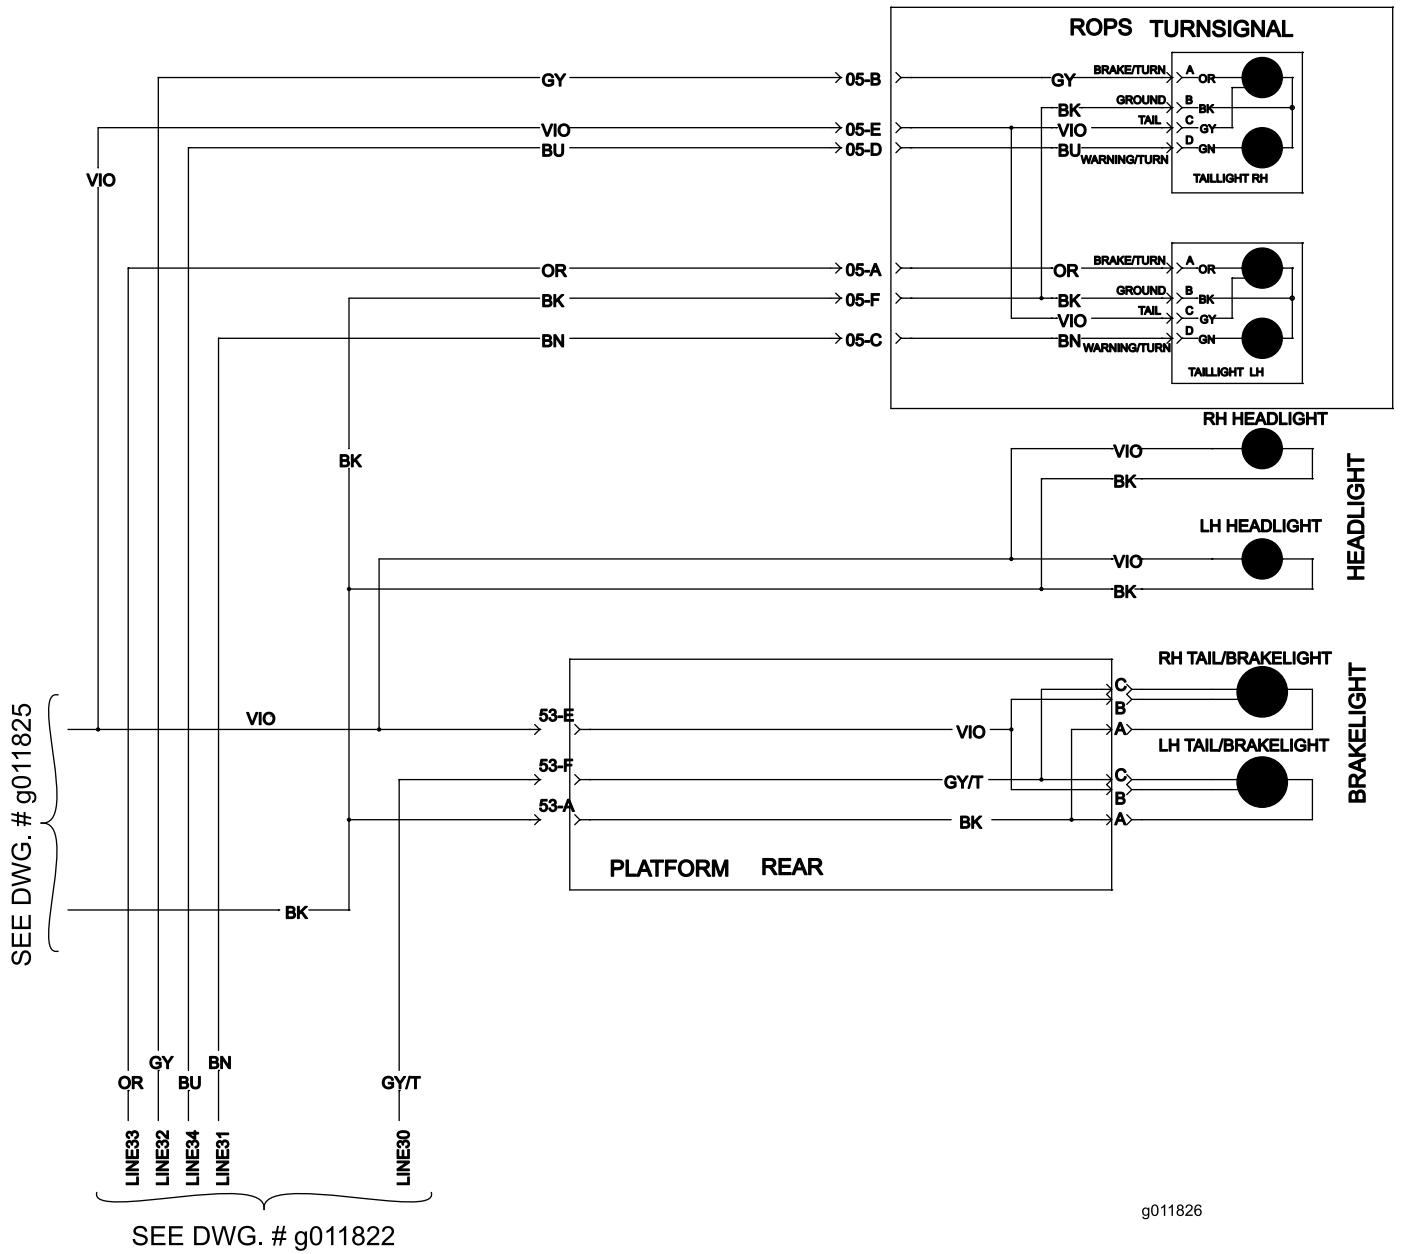 ROPS TURNSIGNAL
GY 05-B GY BRAKE/TURN A OR
BK GROUND B BK
VIO 05-E VIO TAIL C GY
BU 05-D BU WARNING/TURN D GN
VIO
TAILLIGHT RH
OR 05-A OR BRAKE/TURN A OR
BK 05-F BK GROUND B BK
VIO TAIL C GY
BN 05-C BN WARNING/TURN D GN
TAILLIGHT LH
RH HEADLIGHT
VIO
BK
BK
LH HEADLIGHT
VIO
BK
HEADLIGHT
RH TAIL/BRAKELIGHT
C
B
VIO 53-E VIO A
LH TAIL/BRAKELIGHT
53-F GY/T C
B
53-A BK A
BRAKELIGHT
PLATFORM REAR
BK
SEE DWG. # g011825
OR GY BU BN GY/T
LINE33 LINE32 LINE34 LINE31 LINE30
SEE DWG. # g011822
g011826